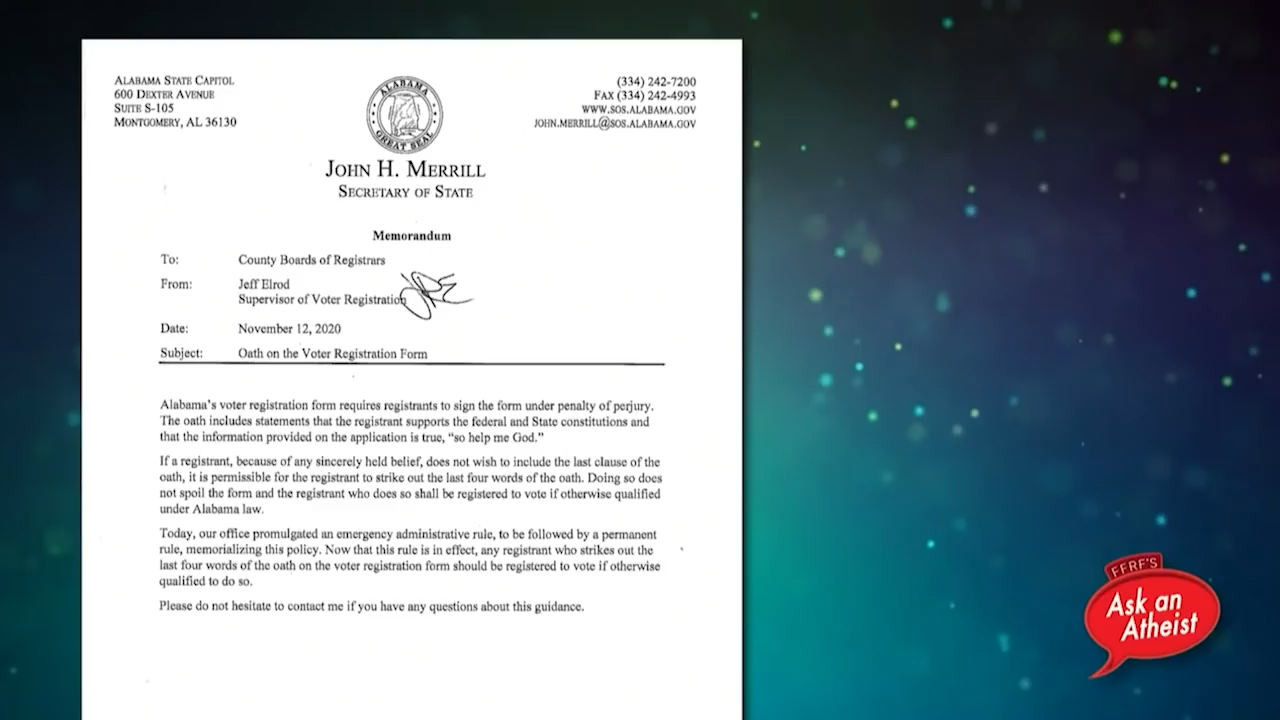 ALABAMA STATE CAPITOL
600 DEXTER AVENUE
SUITE S-105
MONTGOMERY, AL 36130
ALABAMA
GREAT SEAL
(334) 242-7200
FAX (334) 242-4993
WWW.SOS.ALABAMA.GOV
JOHN.MERRILL@SOS.ALABAMA.GOV
JOHN H. MERRILL
SECRETARY OF STATE
Memorandum
To: County Boards of Registrars
From: Jeff Elrod
Supervisor of Voter Registration
Date: November 12, 2020
Subject: Oath on the Voter Registration Form
Alabama's voter registration form requires registrants to sign the form under penalty of perjury.
The oath includes statements that the registrant supports the federal and State constitutions and
that the information provided on the application is true, "so help me God."
If a registrant, because of any sincerely held belief, does not wish to include the last clause of the
oath, it is permissible for the registrant to strike out the last four words of the oath. Doing so does
not spoil the form and the registrant who does so shall be registered to vote if otherwise qualified
under Alabama law.
Today, our office promulgated an emergency administrative rule, to be followed by a permanent
rule, memorializing this policy. Now that this rule is in effect, any registrant who strikes out the
last four words of the oath on the voter registration form should be registered to vote if otherwise
qualified to do so.
Please do not hesitate to contact me if you have any questions about this guidance.
FFRF'S
Ask an
Atheist